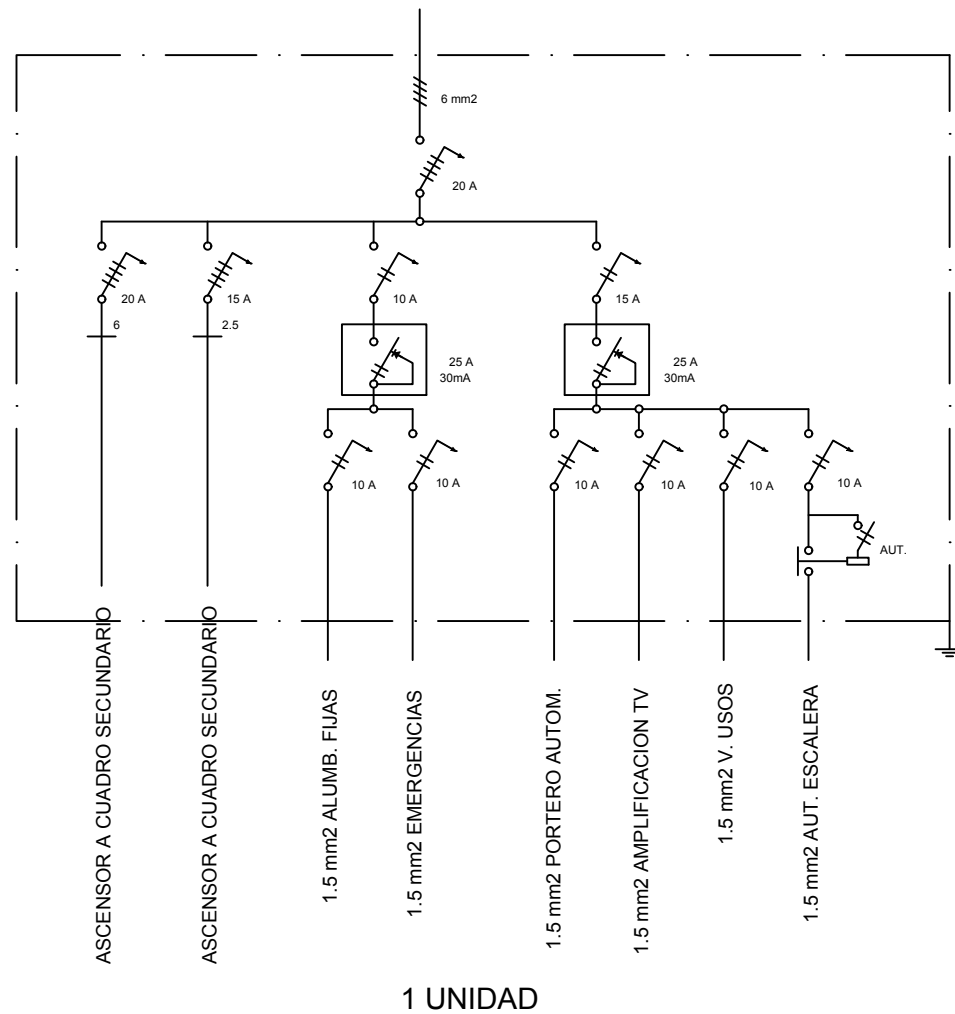 6 mm2
20 A
20 A
15 A
10 A
15 A
6
2.5
25 A
30mA
25 A
30mA
10 A
10 A
10 A
10 A
10 A
10 A
AUT.
ASCENSOR A CUADRO SECUNDARIO
ASCENSOR A CUADRO SECUNDARIO
1.5 mm2 ALUMB. FIJAS
1.5 mm2 EMERGENCIAS
1.5 mm2 PORTERO AUTOM.
1.5 mm2 AMPLIFICACION TV
1.5 mm2 V. USOS
1.5 mm2 AUT. ESCALERA
1 UNIDAD